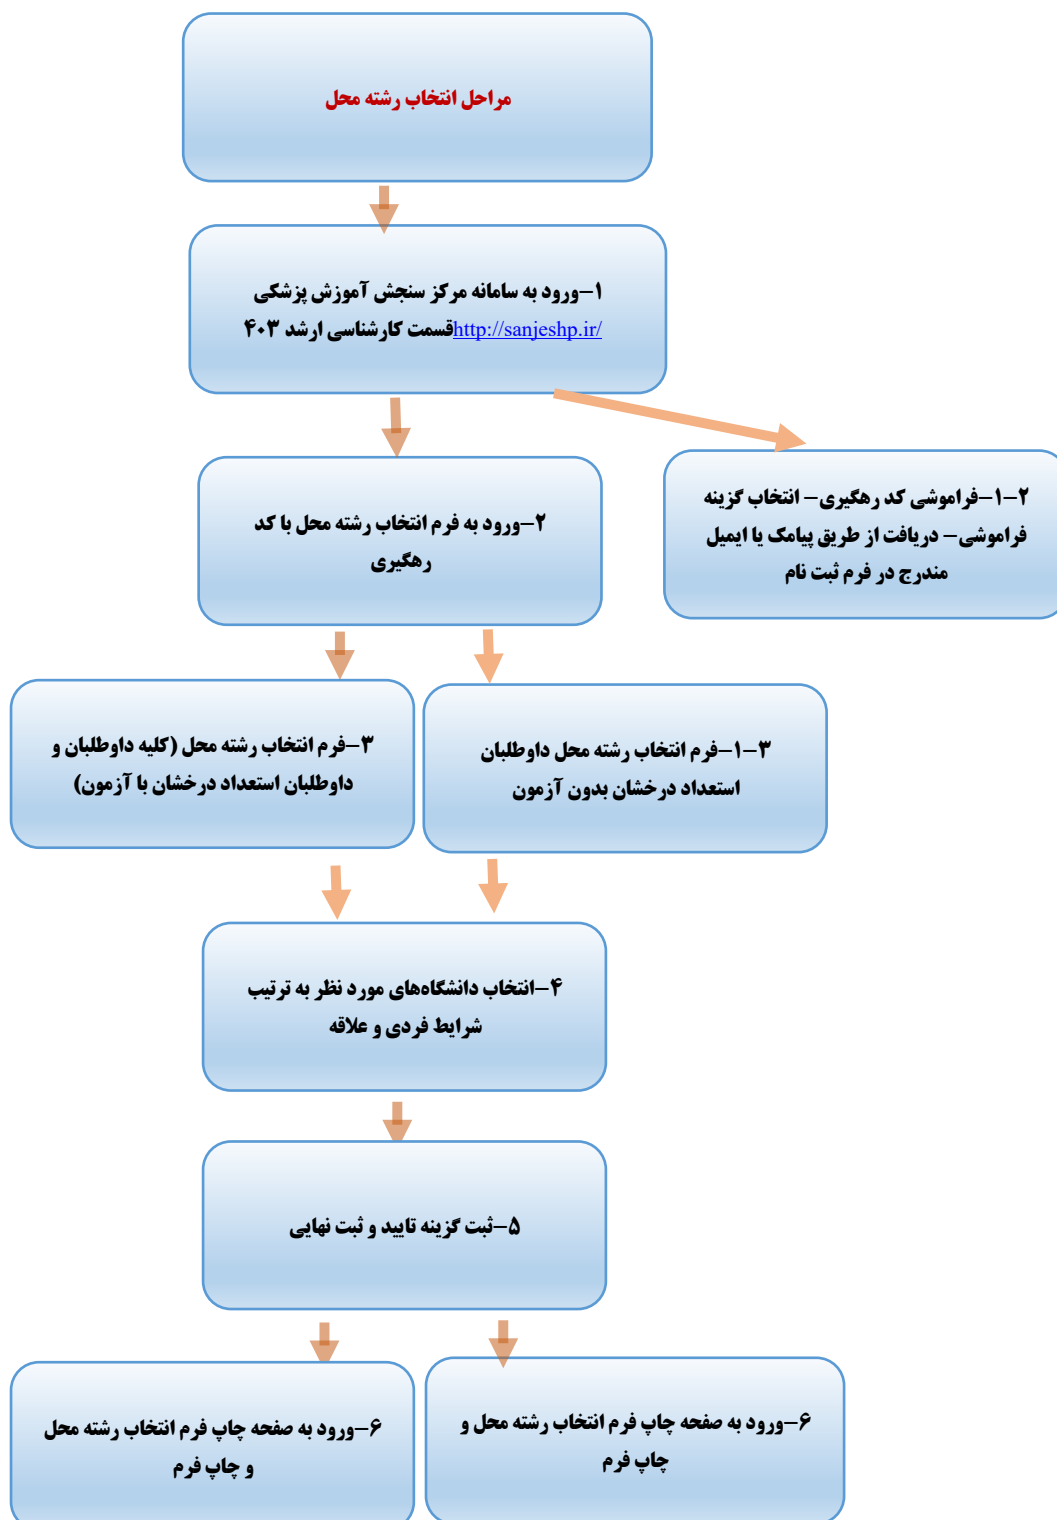 مراحل انتخاب رشته محل
۱–ورود به سامانه مرکز سنجش آموزش پزشکی
http://sanjeshp.ir/قسمت کارشناسی ارشد ۴۰۳
۲–ورود به فرم انتخاب رشته محل با کد
رهگیری
۱–۲–فراموشی کد رهگیری– انتخاب گزینه
فراموشی– دریافت از طریق پیامک یا ایمیل
مندرج در فرم ثبت نام
۱–۳–فرم انتخاب رشته محل داوطلبان
استعداد درخشان بدون آزمون
۳–فرم انتخاب رشته محل (کلیه داوطلبان و
داوطلبان استعداد درخشان با آزمون)
۴–انتخاب دانشگاه‌های مورد نظر به ترتیب
شرایط فردی و علاقه
۵–ثبت گزینه تایید و ثبت نهایی
۶–ورود به صفحه چاپ فرم انتخاب رشته محل و
چاپ فرم
۶–ورود به صفحه چاپ فرم انتخاب رشته محل
و چاپ فرم